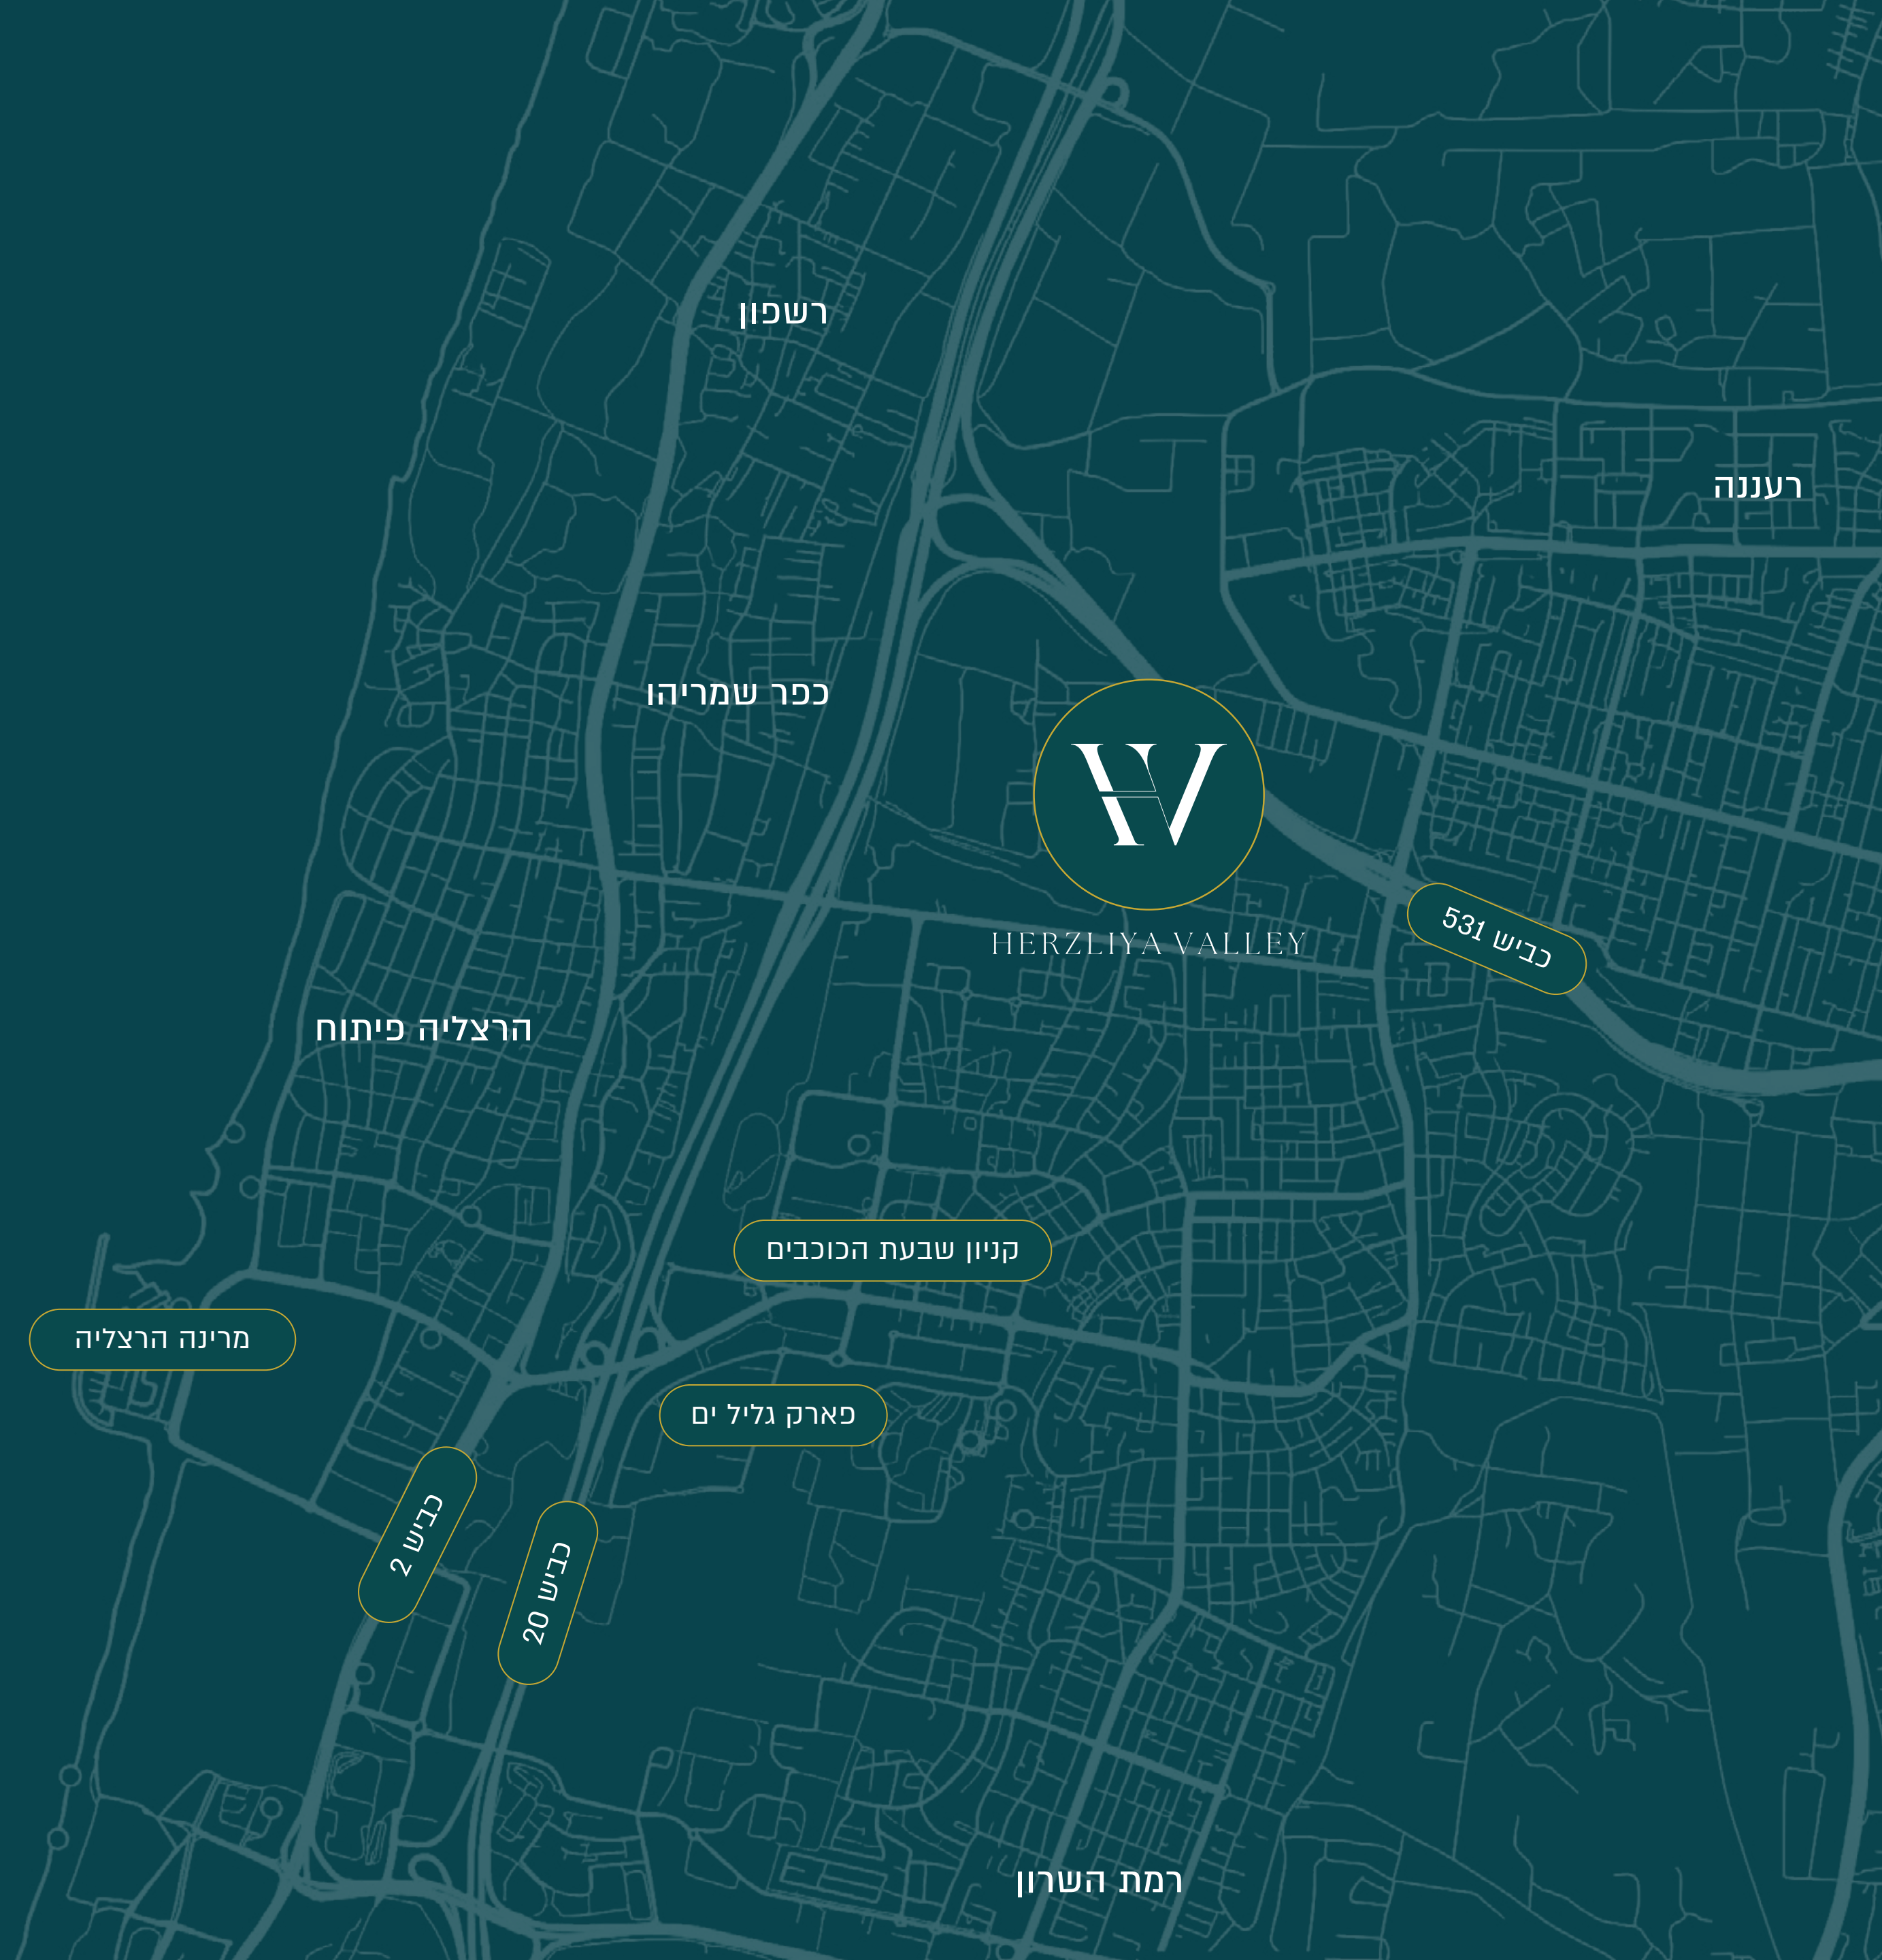 רשפון
רעננה
כפר שמריהו
HERZLIYA VALLEY
כביש 531
הרצליה פיתוח
קניון שבעת הכוכבים
מרינה הרצליה
פארק גליל ים
כביש 2
כביש 20
רמת השרון